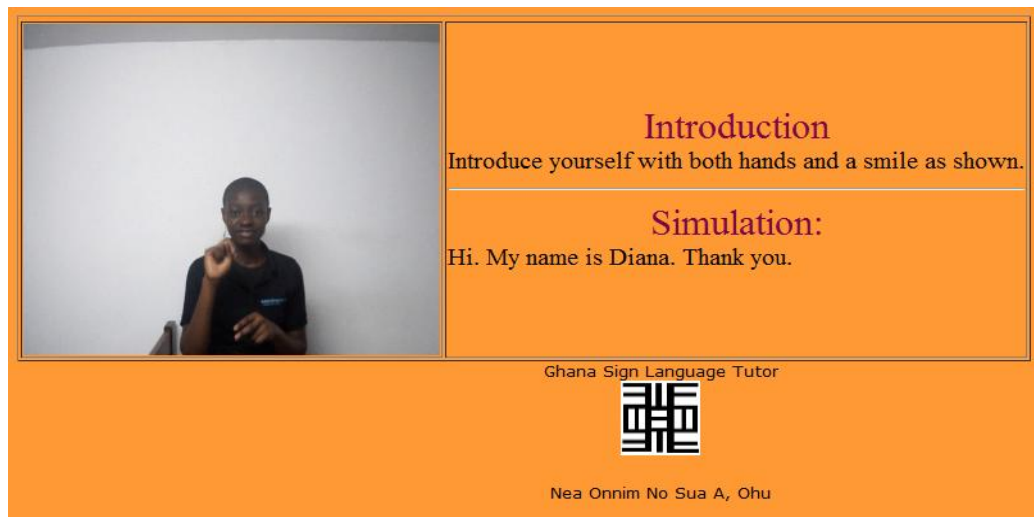 Introduction
Introduce yourself with both hands and a smile as shown.
Simulation:
Hi. My name is Diana. Thank you.
Ghana Sign Language Tutor
Nea Onnim No Sua A, Ohu